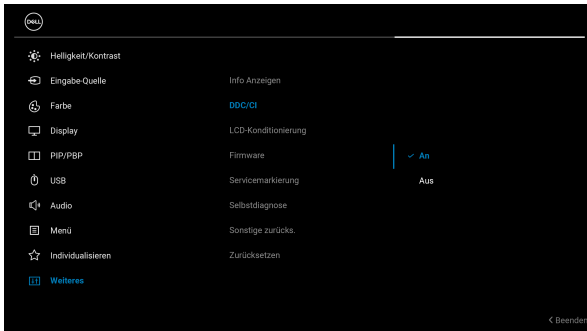 DELL
Helligkeit/Kontrast
Eingabe-Quelle
Farbe
Display
PIP/PBP
USB
Audio
Menü
Individualisieren
Weiteres
Info Anzeigen
DDC/CI
LCD-Konditionierung
Firmware
Servicemarkierung
Selbstdiagnose
Sonstige zurücks.
Zurücksetzen
An
Aus
Beenden